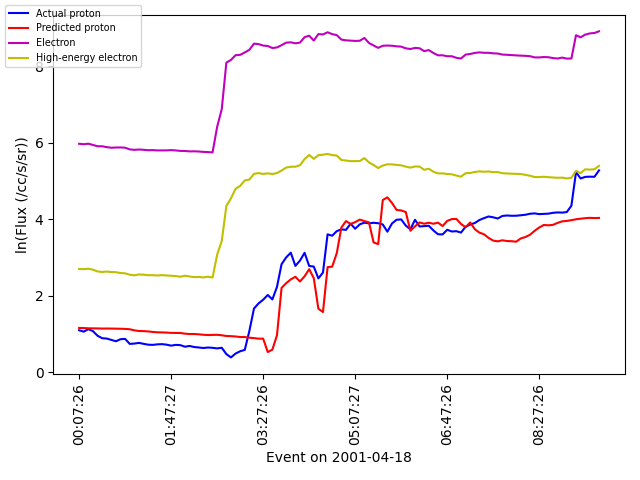 Actual proton
Predicted proton
Electron
High-energy electron
6
4
2
0
ln(Flux (/cc/s/sr))
00:07:26
01:47:27
03:27:26
05:07:27
06:47:26
08:27:26
Event on 2001-04-18